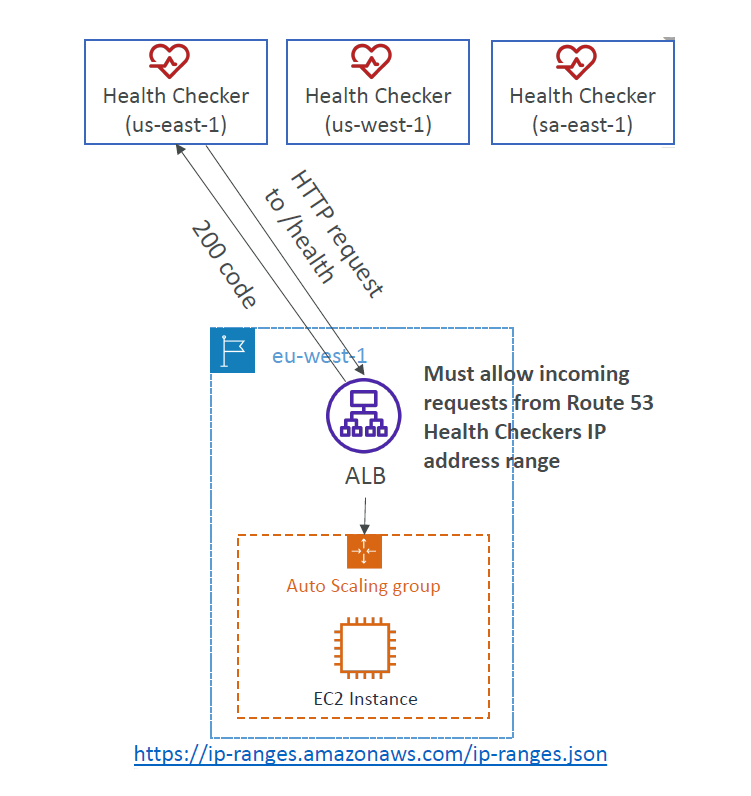 Health Checker
(us-east-1)
Health Checker
(us-west-1)
Health Checker
(sa-east-1)
HTTP request
to /health
200 code
eu-west-1
Must allow incoming
requests from Route 53
Health Checkers IP
address range
ALB
Auto Scaling group
EC2 Instance
https://ip-ranges.amazonaws.com/ip-ranges.json